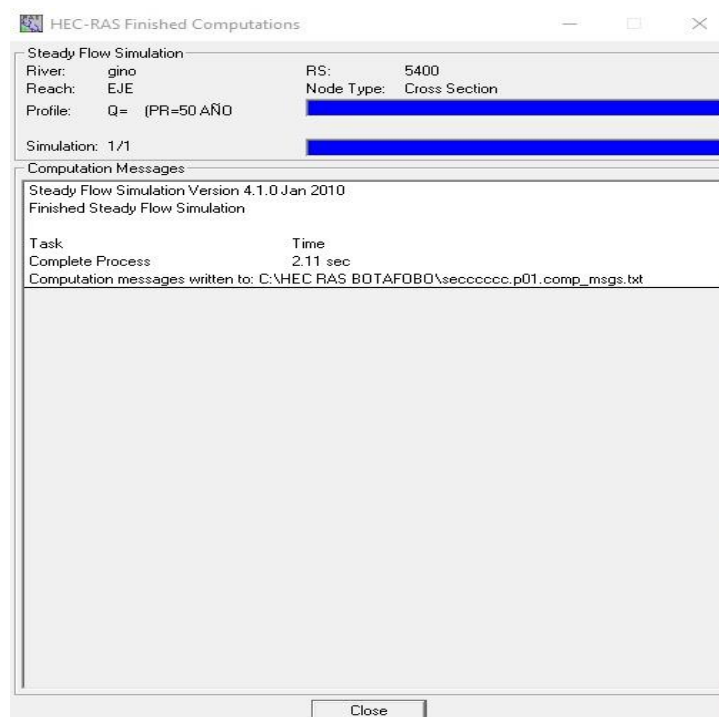 HEC-RAS Finished Computations
Steady Flow Simulation
River: gino RS: 5400
Reach: EJE Node Type: Cross Section
Profile: Q= (PR=50 AÑO
Simulation: 1/1
Computation Messages
Steady Flow Simulation Version 4.1.0 Jan 2010
Finished Steady Flow Simulation
Task Time
Complete Process 2.11 sec
Computation messages written to: C:\HEC RAS BOTAFOBO\secccccc.p01.comp_msgs.txt
Close